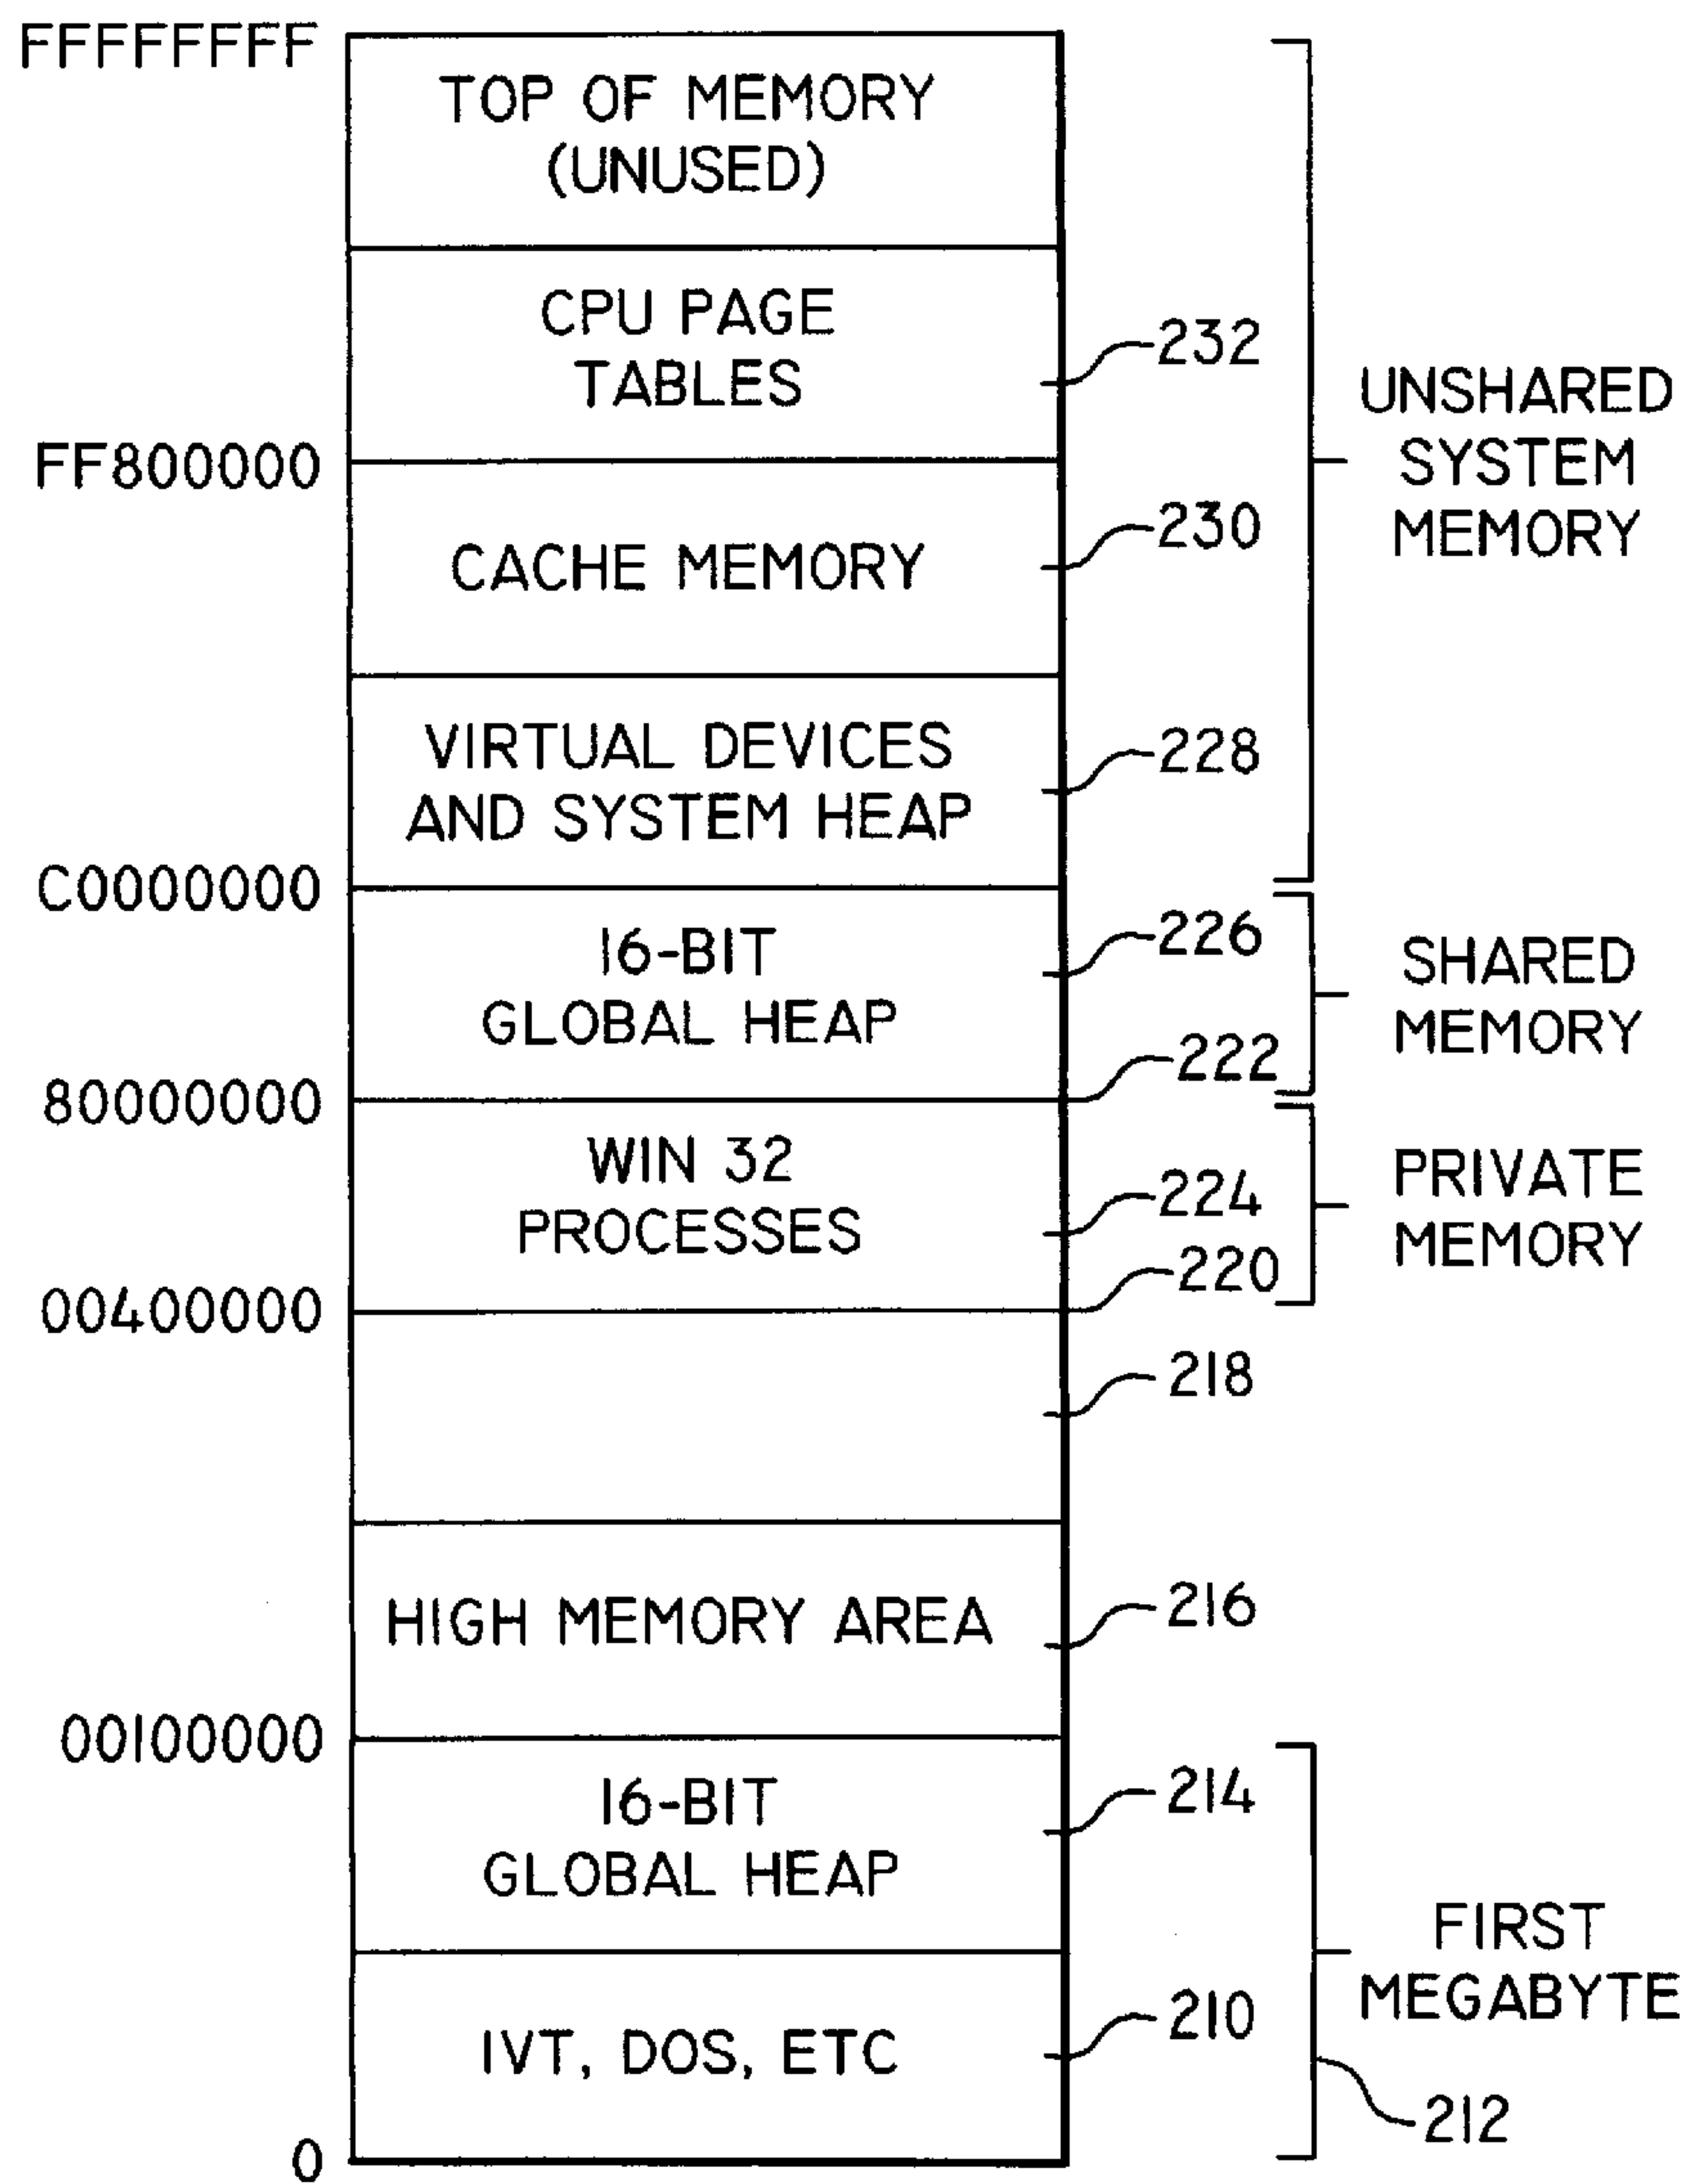 FFFFFFFF
TOP OF MEMORY
(UNUSED)
CPU PAGE
TABLES
232
FF800000
UNSHARED
SYSTEM
MEMORY
CACHE MEMORY
230
VIRTUAL DEVICES
AND SYSTEM HEAP
228
C0000000
16-BIT
GLOBAL HEAP
226
SHARED
MEMORY
222
80000000
WIN 32
PROCESSES
224
PRIVATE
MEMORY
220
00400000
218
HIGH MEMORY AREA
216
00100000
16-BIT
GLOBAL HEAP
214
FIRST
MEGABYTE
IVT, DOS, ETC
210
212
0